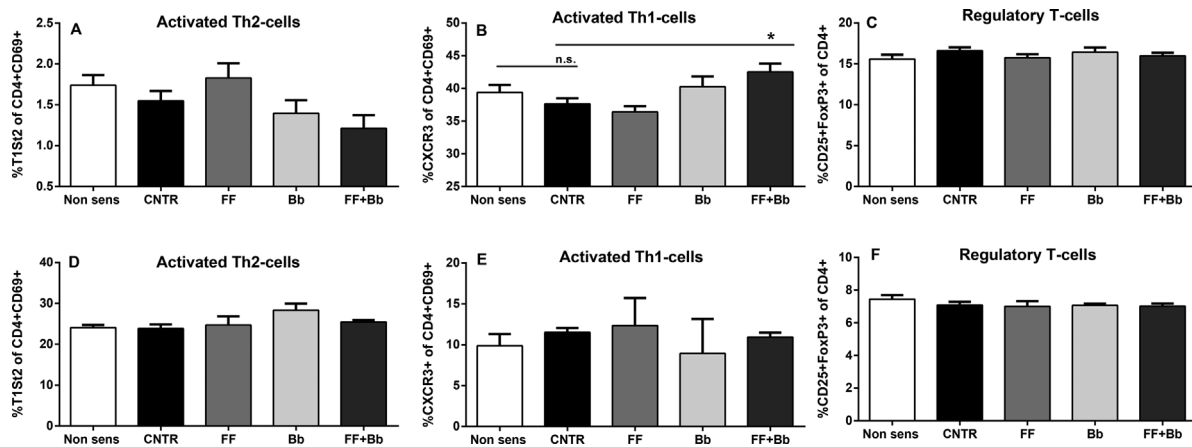 A
Activated Th2-cells
%T1St2 of CD4+CD69+
2.5
2.0
1.5
1.0
0.5
Non sens CNTR FF Bb FF+Bb
B
Activated Th1-cells
%CXCR3 of CD4+CD69+
50
45
40
35
30
25
n.s.
*
Non sens CNTR FF Bb FF+Bb
C
Regulatory T-cells
%CD25+FoxP3+ of CD4+
20
15
10
5
0
Non sens CNTR FF Bb FF+Bb
D
Activated Th2-cells
%T1St2 of CD4+CD69+
40
30
20
10
0
Non sens CNTR FF Bb FF+Bb
E
Activated Th1-cells
%CXCR3+ of CD4+CD69+
20
15
10
5
0
Non sens CNTR FF Bb FF+Bb
F
Regulatory T-cells
%CD25+FoxP3+ of CD4+
10
8
6
4
2
0
Non sens CNTR FF Bb FF+Bb